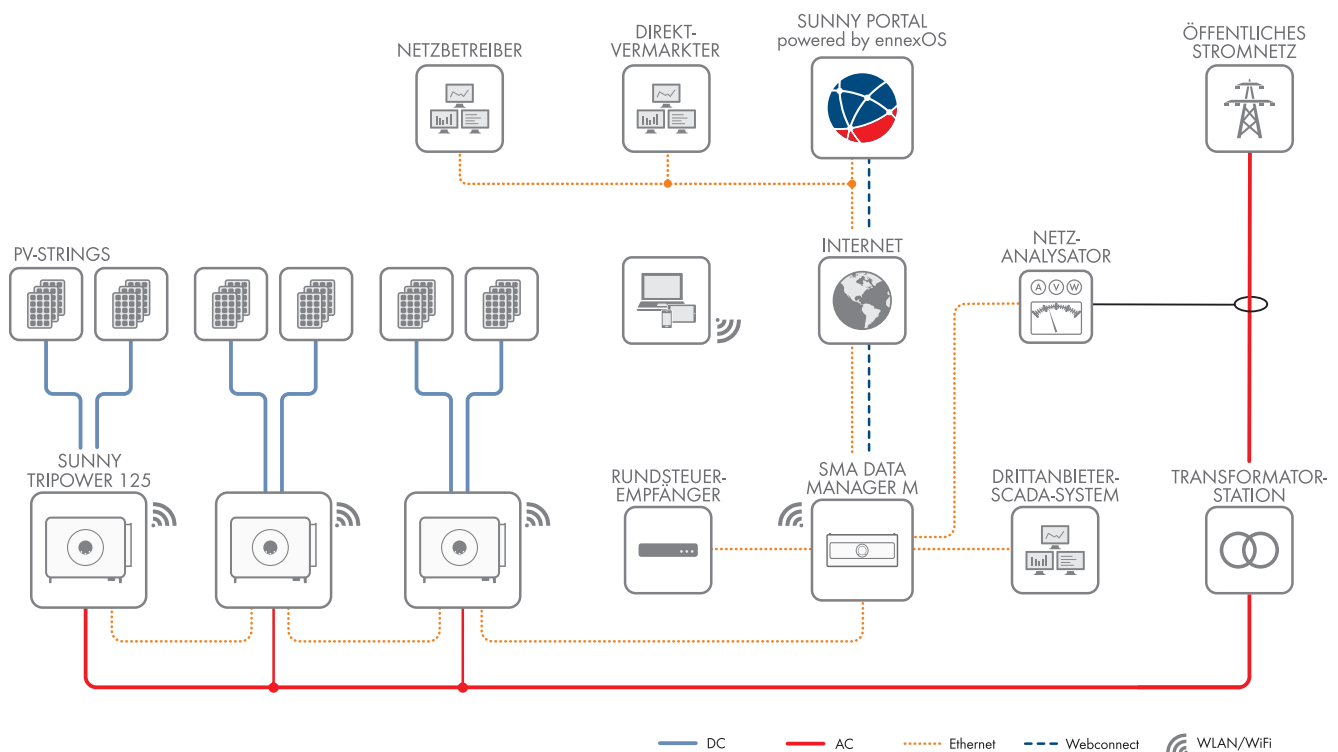 NETZBETREIBER
DIREKT-
VERMARKTER
SUNNY PORTAL
powered by ennexOS
ÖFFENTLICHES
STROMNETZ
PV-STRINGS
INTERNET
NETZ-
ANALYSATOR
A V W
SUNNY
TRIPOWER 125
RUNDSTEUER-
EMPFÄNGER
SMA DATA
MANAGER M
DRITTANBIETER-
SCADA-SYSTEM
TRANSFORMATOR-
STATION
DC
AC
Ethernet
Webconnect
WLAN/WiFi